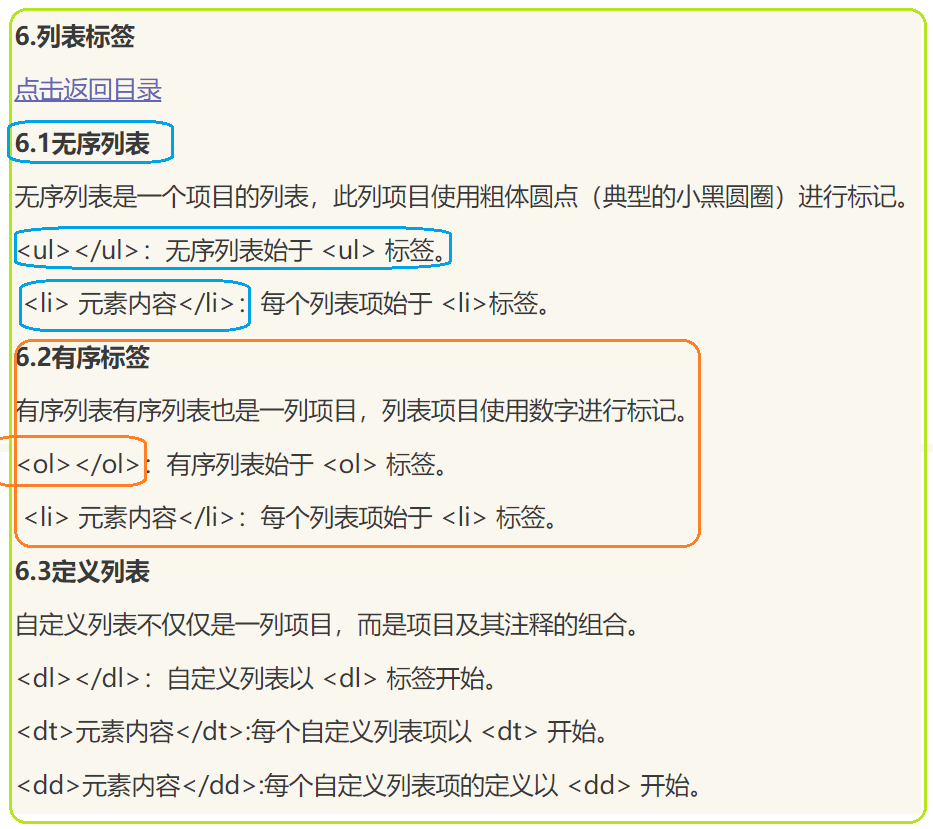 6.列表标签
点击返回目录
6.1无序列表
无序列表是一个项目的列表，此列项目使用粗体圆点（典型的小黑圆圈）进行标记。
<ul></ul>：无序列表始于 <ul> 标签。
<li> 元素内容</li>：每个列表项始于 <li>标签。
6.2有序标签
有序列表有序列表也是一列项目，列表项目使用数字进行标记。
<ol></ol>：有序列表始于 <ol> 标签。
<li> 元素内容</li>：每个列表项始于 <li> 标签。
6.3定义列表
自定义列表不仅仅是一列项目，而是项目及其注释的组合。
<dl></dl>：自定义列表以 <dl> 标签开始。
<dt>元素内容</dt>:每个自定义列表项以 <dt> 开始。
<dd>元素内容</dd>:每个自定义列表项的定义以 <dd> 开始。